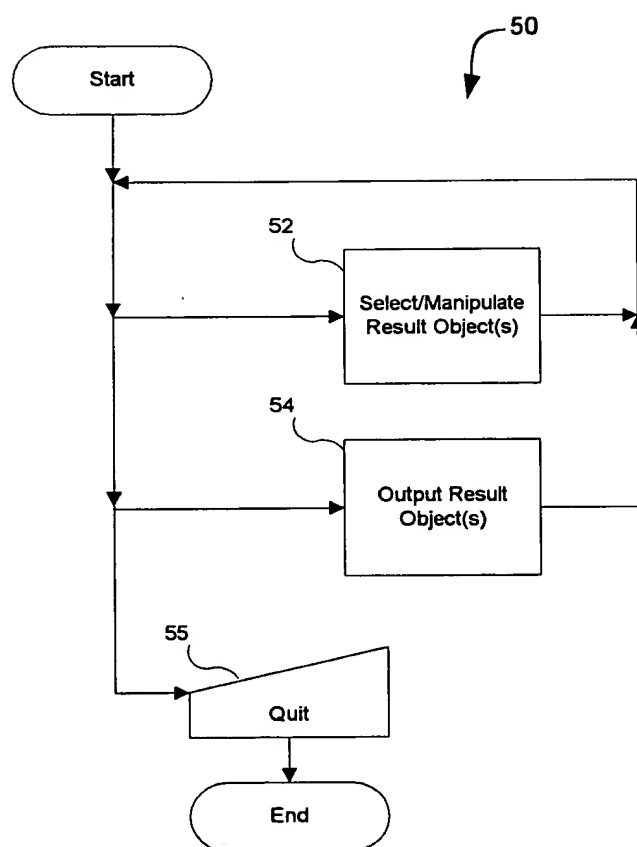 50
Start
52
Select/Manipulate
Result Object(s)
54
Output Result
Object(s)
55
Quit
End